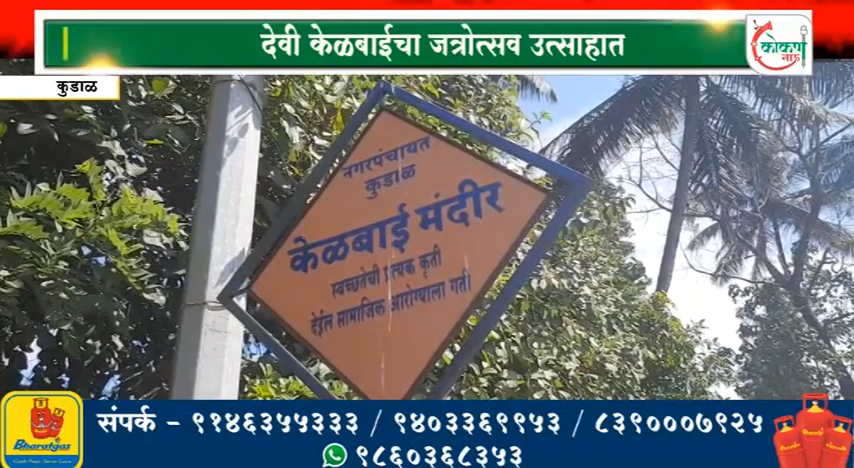 देवी केळबाईचा जत्रोत्सव उत्साहात
कोकण
नाऊ
कुडाळ
नगरपंचायत
कुडाळ
केळबाई मंदीर
स्वच्छतेची प्रत्यक कृती
देईल सामाजिक आरोग्याला गती
Bharatgas
संपर्क - ९१४६३५५३३३ / ९४०३३६९९५३ / ८३९०००७९२५
९८६०३६८३५३